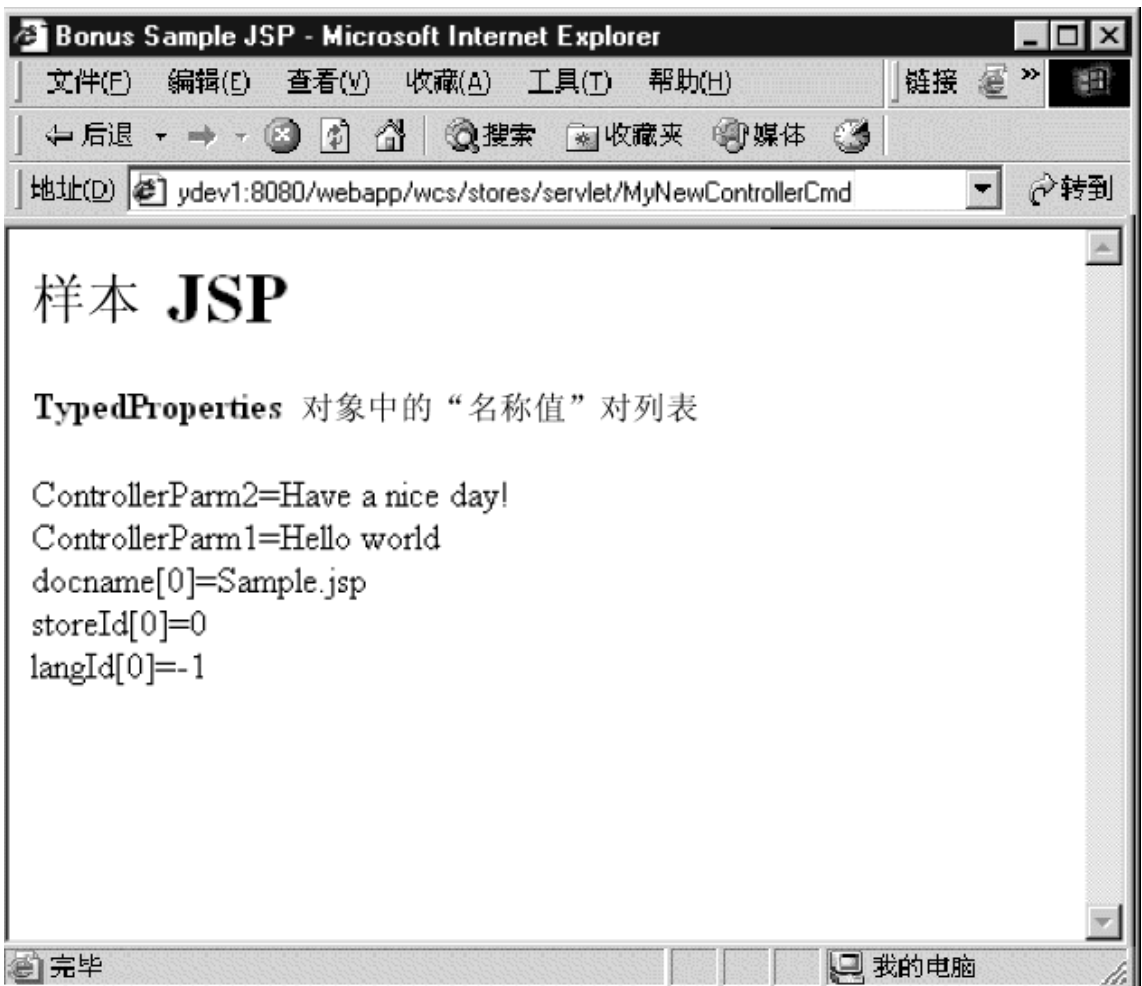 Bonus Sample JSP - Microsoft Internet Explorer
文件(F) 编辑(E) 查看(V) 收藏(A) 工具(T) 帮助(H) 链接 »
后退 搜索 收藏夹 媒体
地址(D) ydev1:8080/webapp/wcs/stores/servlet/MyNewControllerCmd 转到
样本 JSP
TypedProperties 对象中的“名称值”对列表
ControllerParm2=Have a nice day!
ControllerParm1=Hello world
docname[0]=Sample.jsp
storeId[0]=0
langId[0]=-1
完毕 我的电脑